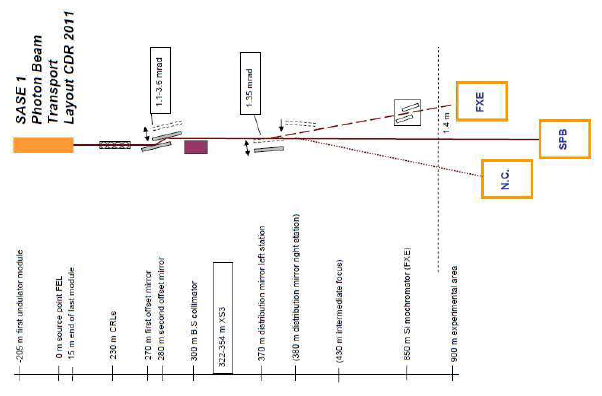 SASE 1
Photon Beam
Transport
Layout CDR 2011
1.1-3.6 mrad
1.35 mrad
FXE
1.4 m
SPB
N.C.
-205 m first undulator module
0 m source point FEL
15 m end of last module
230 m CRLs
270 m first offset mirror
280 m second offset mirror
300 m B.S collimator
322-354 m XS3
370 m distribution mirror left station
(380 m distribution mirror right station)
(430 m intermediate focus)
850 m Si mochromator (FXE)
900 m experimental area